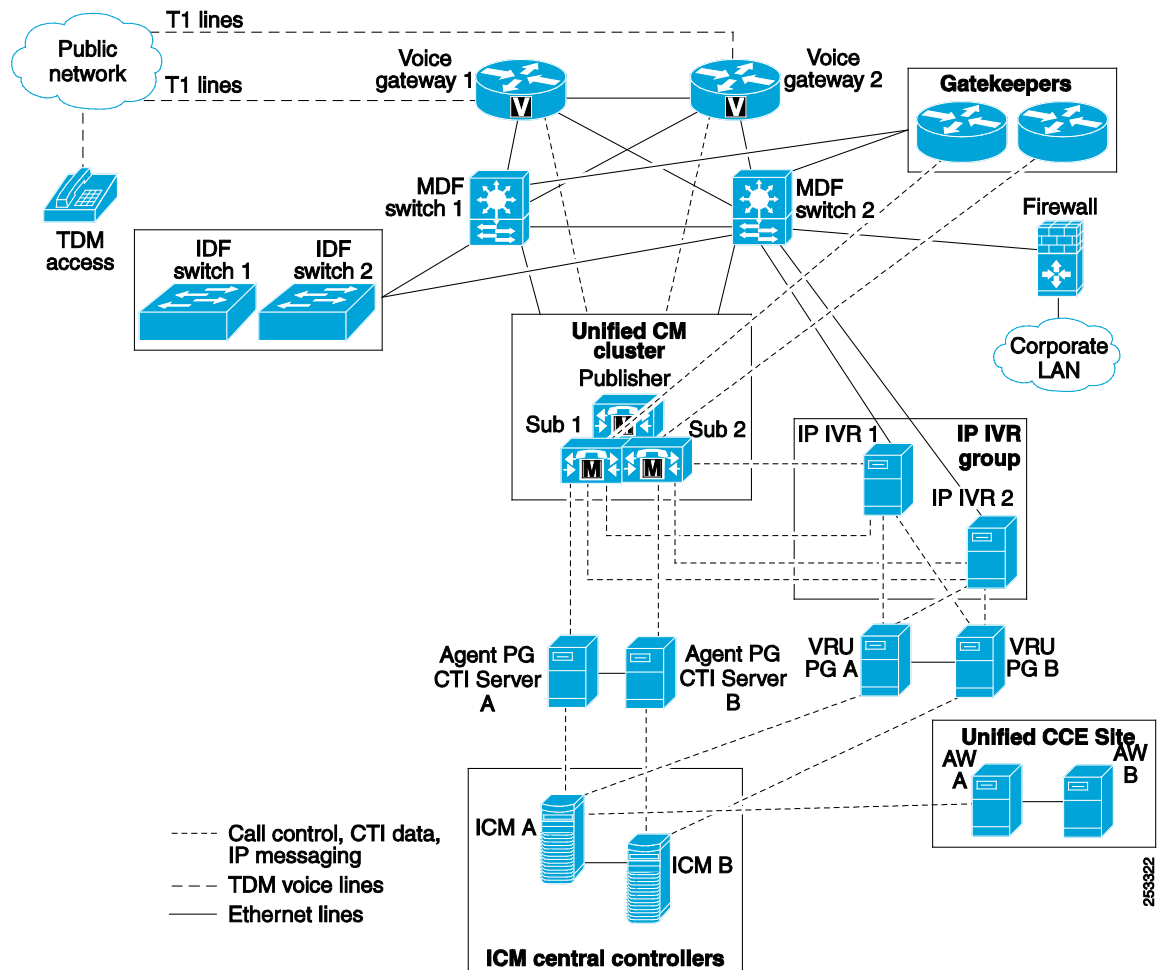 T1 lines
Public
network
T1 lines
Voice
gateway 1
V
Voice
gateway 2
V
Gatekeepers
TDM
access
MDF
switch 1
MDF
switch 2
Firewall
IDF
switch 1
IDF
switch 2
Corporate
LAN
Unified CM
cluster
Publisher
M
Sub 1
M
Sub 2
M
IP IVR 1
IP IVR
group
IP IVR 2
Agent PG
CTI Server
A
Agent PG
CTI Server
B
VRU
PG A
VRU
PG B
Unified CCE Site
AW
A
AW
B
ICM A
ICM B
ICM central controllers
Call control, CTI data,
IP messaging
TDM voice lines
Ethernet lines
253322